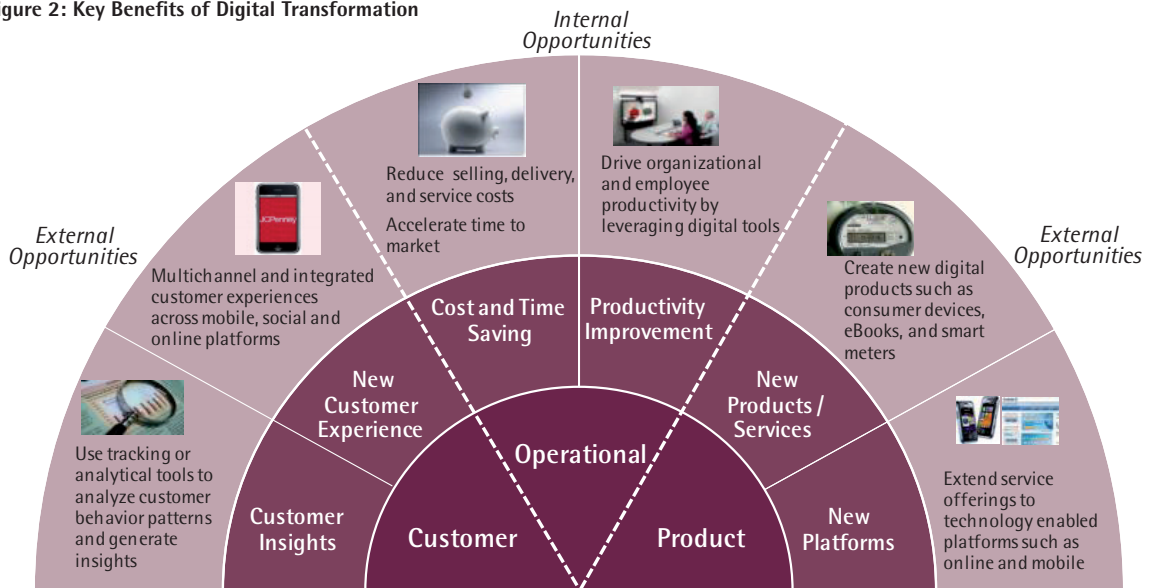 igure 2: Key Benefits of Digital Transformation
Internal
Opportunities
Reduce selling, delivery,
and service costs
Accelerate time to
market
Drive organizational
and employee
productivity by
leveraging digital tools
External
Opportunities
JCPenney
Multichannel and integrated
customer experiences
across mobile, social and
online platforms
External
Opportunities
Create new digital
products such as
consumer devices,
eBooks, and smart
meters
Cost and Time
Saving
Productivity
Improvement
New
Customer
Experience
New
Products /
Services
Use tracking or
analytical tools to
analyze customer
behavior patterns
and generate
insights
Customer
Insights
Operational
Customer
Product
New
Platforms
Extend service
offerings to
technology enabled
platforms such as
online and mobile